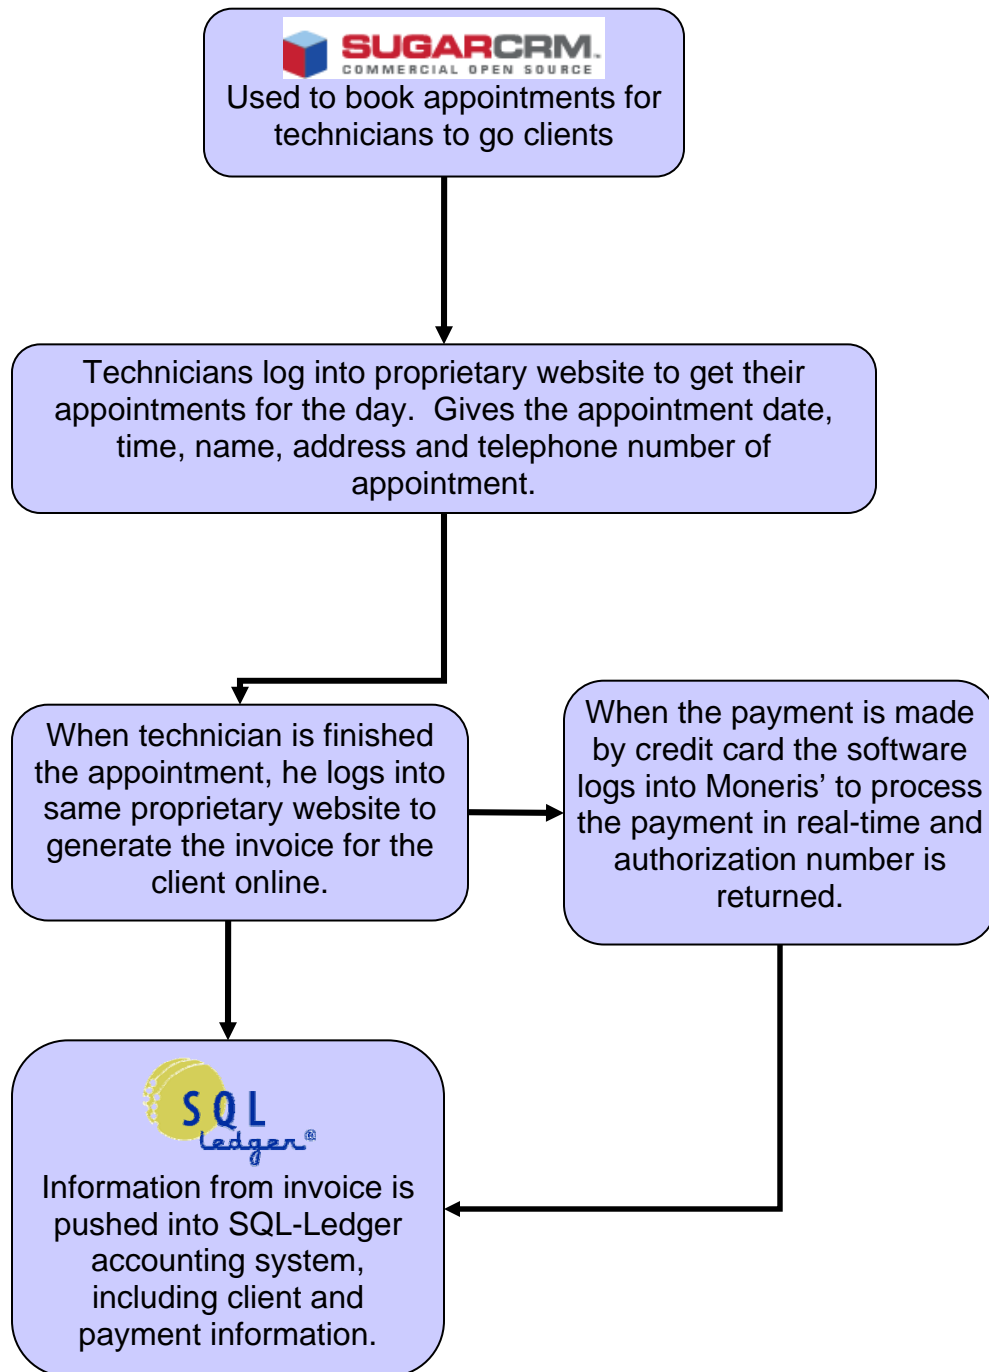 SUGARCRM.
COMMERCIAL OPEN SOURCE
Used to book appointments for
technicians to go clients
Technicians log into proprietary website to get their
appointments for the day.  Gives the appointment date,
time, name, address and telephone number of
appointment.
When technician is finished
the appointment, he logs into
same proprietary website to
generate the invoice for the
client online.
When the payment is made
by credit card the software
logs into Moneris’ to process
the payment in real-time and
authorization number is
returned.
SQL
Ledger®
Information from invoice is
pushed into SQL-Ledger
accounting system,
including client and
payment information.